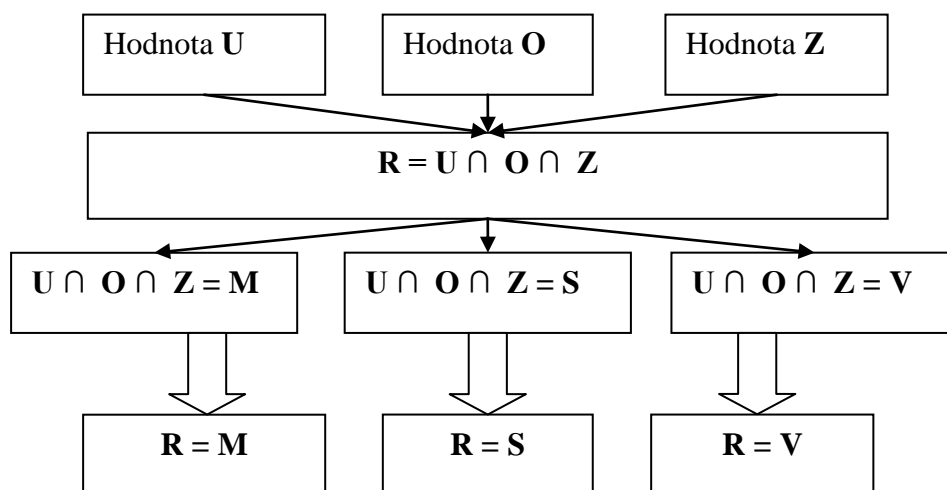 Hodnota U
Hodnota O
Hodnota Z
R = U ∩ O ∩ Z
U ∩ O ∩ Z = M
U ∩ O ∩ Z = S
U ∩ O ∩ Z = V
R = M
R = S
R = V